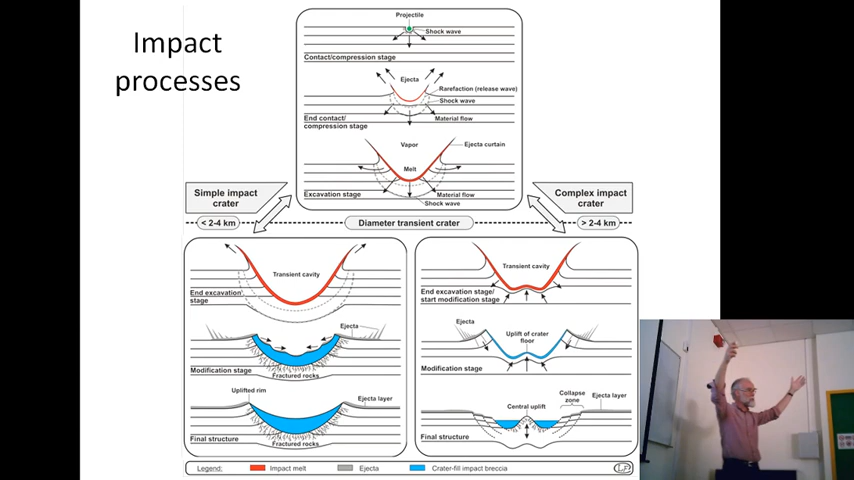 Impact
processes
Projectile
Shock wave
Contact/compression stage
Ejecta
Rarefaction (release wave)
Shock wave
Material flow
End contact/
compression stage
Vapor
Ejecta curtain
Melt
Excavation stage
Material flow
Shock wave
Simple impact
crater
Complex impact
crater
< 2-4 km
Diameter transient crater
> 2-4 km
Transient cavity
End excavation
stage
Ejecta
Modification stage
Fractured rocks
Uplifted rim
Ejecta layer
Final structure
Fractured rocks
Transient cavity
End excavation stage/
start modification stage
Ejecta
Uplift of crater
floor
Modification stage
Collapse
zone
Ejecta layer
Central uplift
Final structure
Legend:
Impact melt
Ejecta
Crater-fill impact breccia